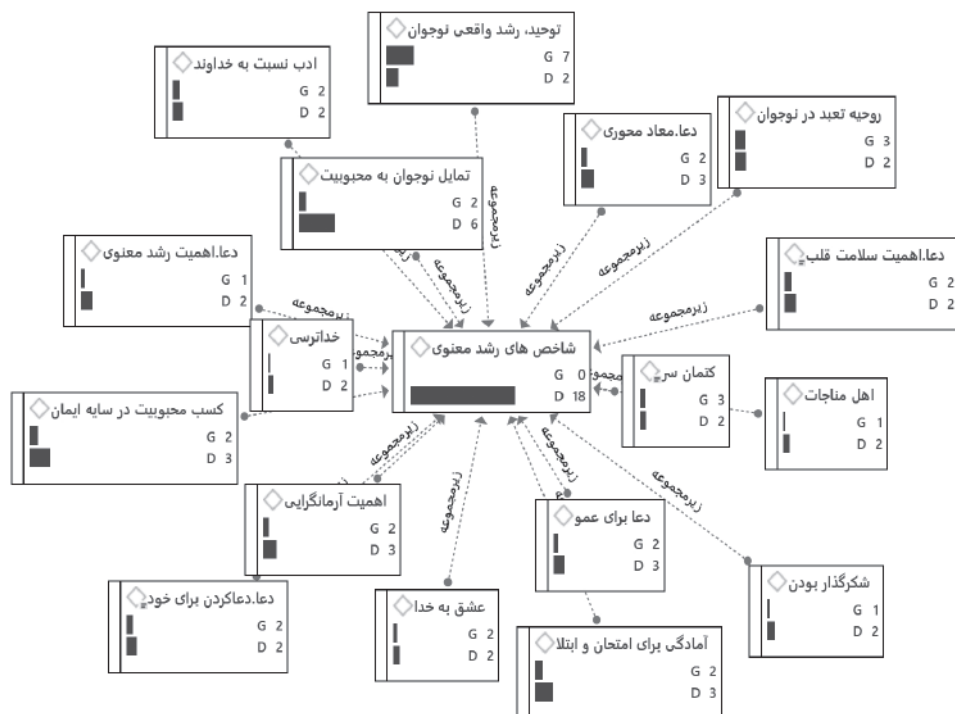 توحید، رشد واقعی نوجوان
G 7
D 2
ادب نسبت به خداوند
G 2
D 2
روحیه تعبد در نوجوان
G 3
D 2
دعا.معاد محوری
G 2
D 3
تمایل نوجوان به محبوبیت
G 2
D 6
دعا.اهمیت رشد معنوی
G 1
D 2
دعا.اهمیت سلامت قلب
G 2
D 2
خداترسی
G 1
D 2
شاخص های رشد معنوی
G 0
D 18
کتمان سر
G 3
D 2
اهل مناجات
G 1
D 2
کسب محبوبیت در سایه ایمان
G 2
D 3
اهمیت آرمانگرایی
G 2
D 3
دعا برای عمو
G 2
D 3
شکرگذار بودن
G 1
D 2
دعا.دعاکردن برای خود
G 2
D 2
عشق به خدا
G 2
D 2
آمادگی برای امتحان و ابتلا
G 2
D 3
زیرمجموعه
زیرمجموعه
زیرمجموعه
زیرمجموعه
زیرمجموعه
زیرمجموعه
زیرمجموعه
زیرمجموعه
زیرمجموعه
زیرمجموعه